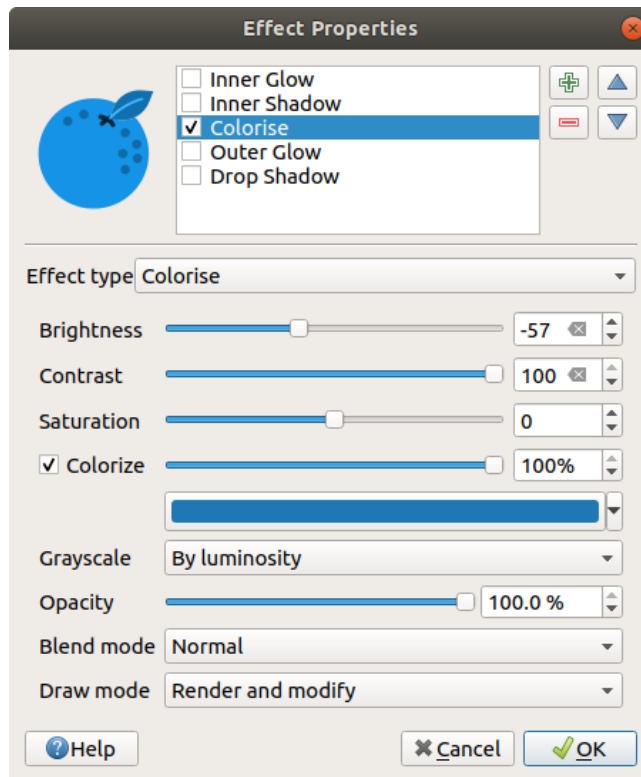 Effect Properties
Inner Glow
Inner Shadow
Colorise
Outer Glow
Drop Shadow
Effect type Colorise
Brightness -57
Contrast 100
Saturation 0
Colorize 100%
Grayscale By luminosity
Opacity 100.0 %
Blend mode Normal
Draw mode Render and modify
Help Cancel OK